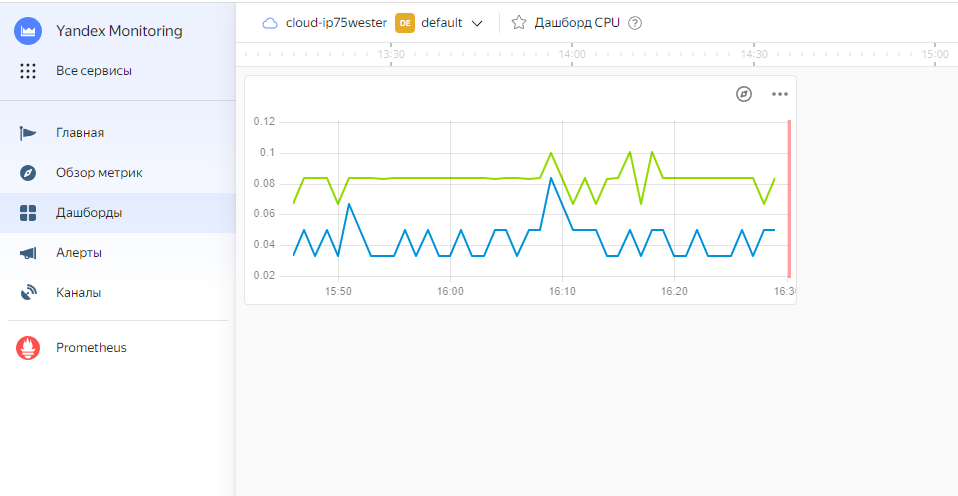 Yandex Monitoring
Все сервисы
Главная
Обзор метрик
Дашборды
Алерты
Каналы
Prometheus
cloud-ip75wester DE default Дашборд CPU ?
13:30 14:00 14:30 15:00
0.12
0.1
0.08
0.06
0.04
0.02
15:50 16:00 16:10 16:20 16:3